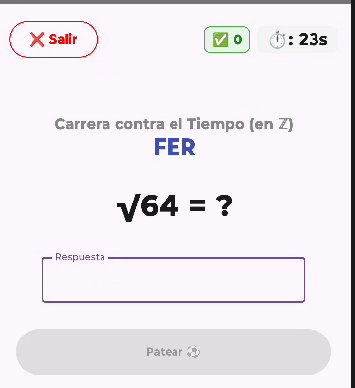 ❌ Salir
✅ 0
⏱️: 23s
Carrera contra el Tiempo (en ℤ)
FER
√64 = ?
Respuesta
Patear ⚽